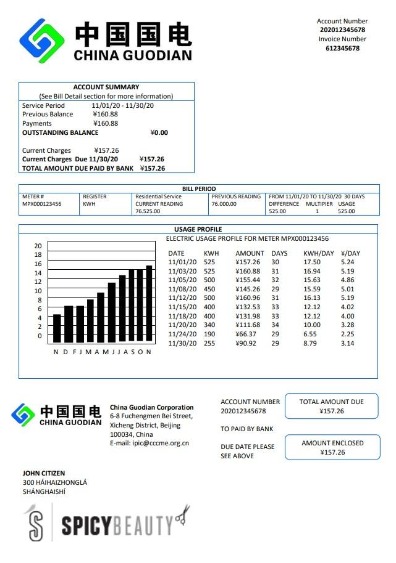 中国国电
CHINA GUODIAN
Account Number
202012345678
Invoice Number
612345678
ACCOUNT SUMMARY
(See Bill Detail section for more information)
Service Period 11/01/20 - 11/30/20
Previous Balance ¥160.88
Payments ¥160.88
OUTSTANDING BALANCE ¥0.00
Current Charges ¥157.26
Current Charges Due 11/30/20 ¥157.26
TOTAL AMOUNT DUE PAID BY BANK ¥157.26
BILL PERIOD
METER # REGISTER Residential Service PREVIOUS READING FROM 11/01/20 TO 11/30/20 30 DAYS
MPX000123456 KWH CURRENT READING 76.000.00 DIFFERENCE MULTIPLIER USAGE
76.525.00 525.00 1 525.00
USAGE PROFILE
ELECTRIC USAGE PROFILE FOR METER MPX000123456
20
18
16
14
12
10
8
6
4
2
0
N D F J M A M J J A S O N
DATE KWH AMOUNT DAYS KWH/DAY ¥/DAY
11/01/20 525 ¥157.26 30 17.50 5.24
11/03/20 525 ¥160.88 31 16.94 5.19
11/05/20 500 ¥155.44 32 15.63 4.86
11/08/20 450 ¥145.26 29 15.59 5.01
11/12/20 500 ¥160.96 31 16.13 5.19
11/15/20 400 ¥132.53 33 12.12 4.02
11/18/20 400 ¥131.98 33 12.12 4.00
11/20/20 340 ¥111.68 34 10.00 3.28
11/24/20 190 ¥66.37 29 6.55 2.25
11/30/20 255 ¥90.92 29 8.79 3.14
中国国电
CHINA GUODIAN
China Guodian Corporation
6-8 Fuchengmen Bei Street,
Xicheng District, Beijing
100034, China
E-mail: ipic@cccme.org.cn
ACCOUNT NUMBER
202012345678
TO PAID BY BANK
DUE DATE PLEASE
SEE ABOVE
TOTAL AMOUNT DUE
¥157.26
AMOUNT ENCLOSED
¥157.26
JOHN CITIZEN
300 HÁIHAIZHONGLÁ
SHÀNGHAISHÌ
SPICYBEAUTY